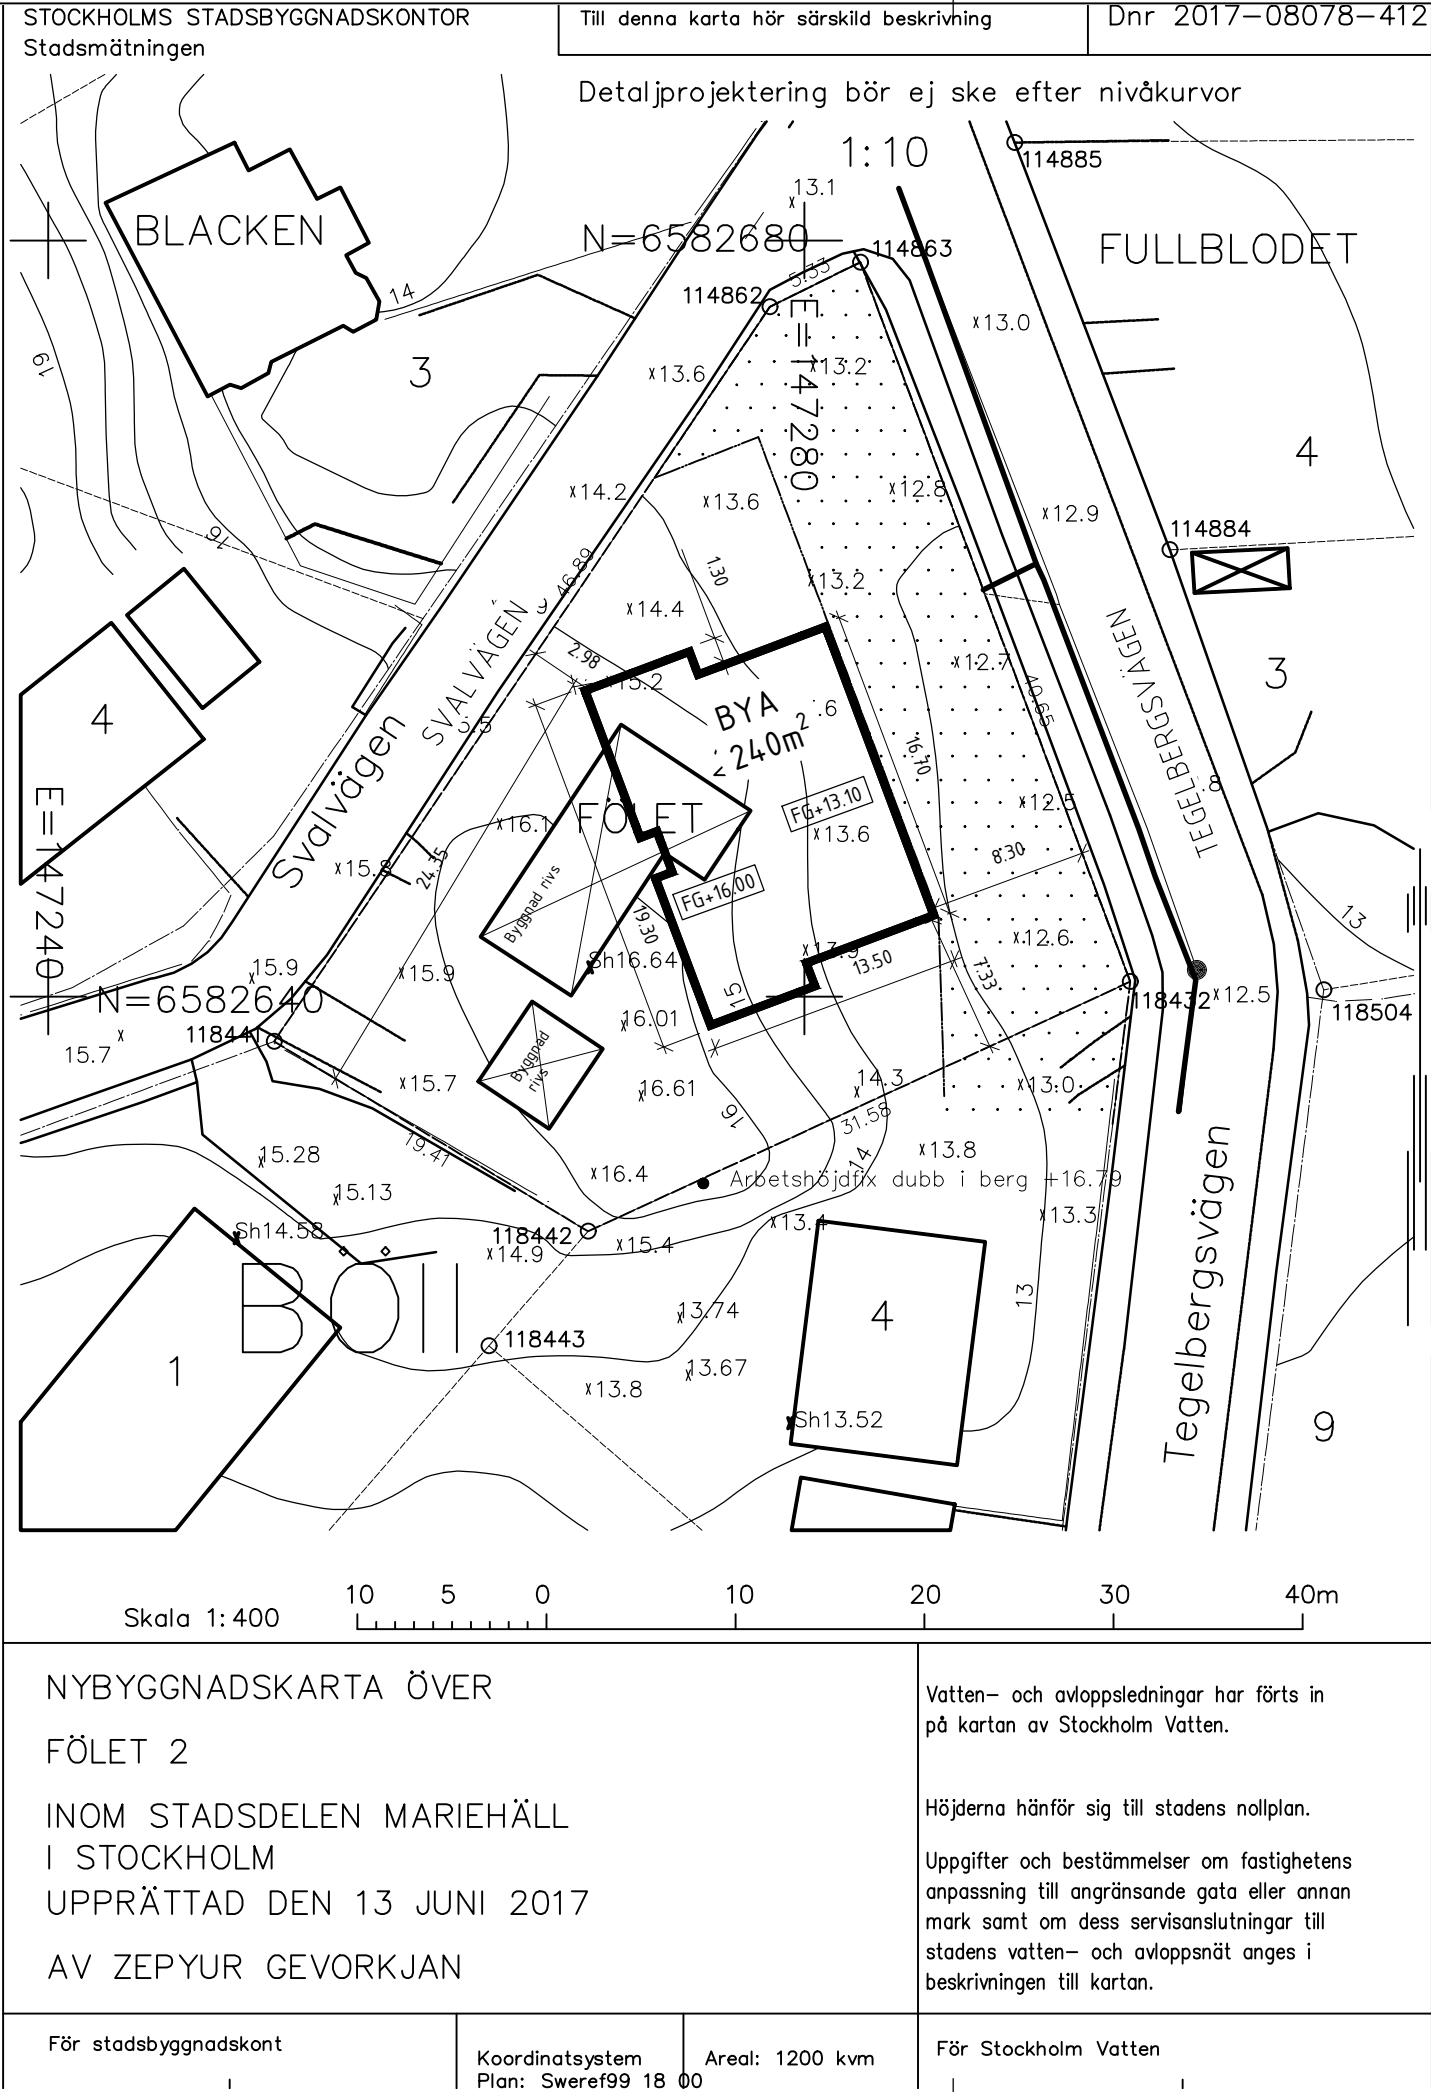 STOCKHOLMS STADSBYGGNADSKONTOR
Stadsmätningen
Till denna karta hör särskild beskrivning
Dnr 2017-08078-412
Detaljprojektering bör ej ske efter nivåkurvor
1:10
114885
13.1
BLACKEN
N=6582680
114863
FULLBLODET
5.33
114862
14
E=147280
13.0
19
3
13.6
13.2
4
14.2
13.6
12.8
12.9
114884
16
46.89
1.30
13.2
14.4
SVALVÄGEN
2.98
TEGELBERGSVÄGEN
12.7
3
15.2
40.65
4
BYA
< 240m²
16.70
Svalvägen
E=147240
FG+13.10
12.5
16.1
FÖLET
13.6
15.8
24.35
8.30
FG+16.00
Byggnad rivs
19.30
13
12.6
13.9
13.50
7.33
15.9
15.9
Sh16.64
15
N=6582640
118432
12.5
118504
16.01
118441
15.7
Byggnad
rivs
15.7
16.61
14.3
13.0
16
31.58
19.41
15.28
13.8
14
16.4
Arbetshöjdfix dubb i berg +16.79
15.13
Tegelbergsvägen
Sh14.58
118442
14.9
15.4
13.4
13.3
BOII
13
13.74
4
118443
1
13.67
13.8
Sh13.52
9
10 5 0 10 20 30 40m
Skala 1:400
NYBYGGNADSKARTA ÖVER
FÖLET 2
INOM STADSDELEN MARIEHÄLL
I STOCKHOLM
UPPRÄTTAD DEN 13 JUNI 2017
AV ZEPYUR GEVORKJAN
Vatten- och avloppsledningar har förts in
på kartan av Stockholm Vatten.
Höjderna hänför sig till stadens nollplan.
Uppgifter och bestämmelser om fastighetens
anpassning till angränsande gata eller annan
mark samt om dess servisanslutningar till
stadens vatten- och avloppsnät anges i
beskrivningen till kartan.
För stadsbyggnadskont
Koordinatsystem
Plan: Sweref99 18 00
Areal: 1200 kvm
För Stockholm Vatten